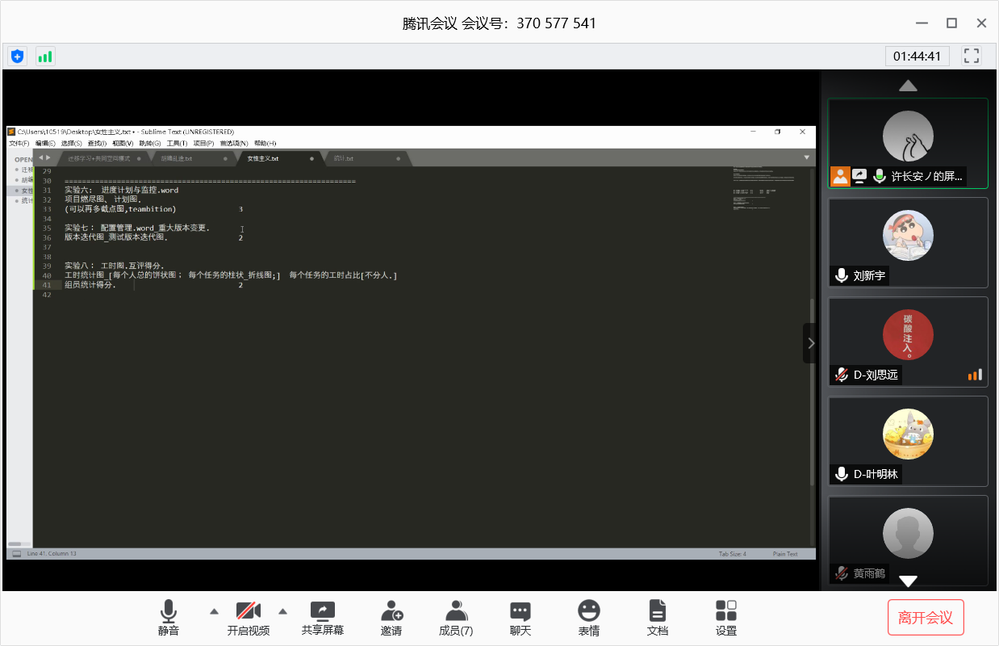 腾讯会议 会议号：370 577 541
01:44:41
C:\Users\10519\Desktop\女性主义.txt • - Sublime Text (UNREGISTERED)
文件(F) 编辑(E) 选择(S) 查找(I) 视图(V) 跳转(G) 工具(T) 项目(P) 首选项(N) 帮助(H)
OPEN
迁移
胡编
女性
统计
迁移学习+共同空间模式
胡编乱造.txt
女性主义.txt
统计.txt
29
30 ====================================================================
31 实验六： 进度计划与监控.word
32 项目燃尽图、计划图.
33 (可以再多截点图,teambition) 3
34
35 实验七： 配置管理.word_重大版本变更.
36 版本迭代图_测试版本迭代图. 2
37
38
39 实验八： 工时图.互评得分.
40 工时统计图_[每个人总的饼状图； 每个任务的柱状_折线图;] 每个任务的工时占比[不分人.]
41 组员统计得分. 2
42
Line 41, Column 13
Tab Size: 4
Plain Text
许长安ノ的屏...
刘新宇
碳酸注入。
D-刘思远
D-叶明林
黄雨鹤
静音
开启视频
共享屏幕
邀请
成员(7)
聊天
表情
文档
设置
离开会议